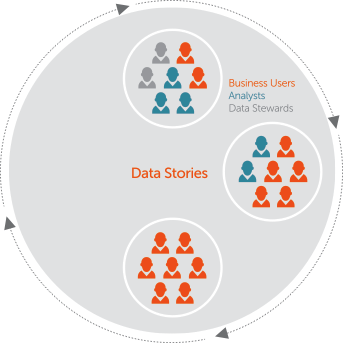 Business Users
Analysts
Data Stewards
Data Stories